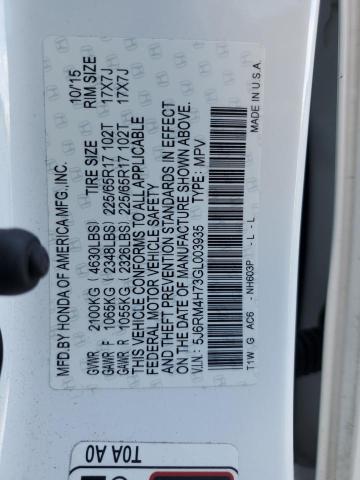 MFD.BY HONDA OF AMERICA MFG.,INC. 10/15
TIRE SIZE RIM SIZE
GVWR 2100KG (4630LBS)
GAWR F 1065KG (2348LBS) 225/65R17 102T 17X7J
GAWR R 1055KG (2328LBS) 225/65R17 102T 17X7J
THIS VEHICLE CONFORMS TO ALL APPLICABLE
FEDERAL MOTOR VEHICLE SAFETY
AND THEFT PREVENTION STANDARDS IN EFFECT
ON THE DATE OF MANUFACTURE SHOWN ABOVE.
V.I.N.: 5J6RM4H73GL003935 TYPE: MPV
T1W G AC6 - NH603P - L - L MADE IN U.S.A.
T0A A0